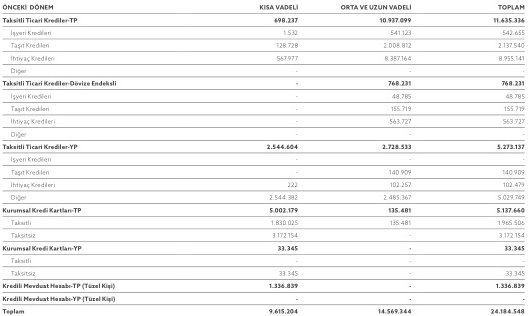 ÖNCEKİ DÖNEM KISA VADELİ ORTA VE UZUN VADELİ TOPLAM
Taksitli Ticari Krediler-TP 698.237 10.937.099 11.635.336
İşyeri Kredileri 1.532 541.123 542.655
Taşıt Kredileri 128.728 2.008.812 2.137.540
İhtiyaç Kredileri 567.977 8.387.164 8.955.141
Diğer - - -
Taksitli Ticari Krediler-Dövize Endeksli - 768.231 768.231
İşyeri Kredileri - 48.785 48.785
Taşıt Kredileri - 155.719 155.719
İhtiyaç Kredileri - 563.727 563.727
Diğer - - -
Taksitli Ticari Krediler-YP 2.544.604 2.728.533 5.273.137
İşyeri Kredileri - - -
Taşıt Kredileri - 140.909 140.909
İhtiyaç Kredileri 222 102.257 102.479
Diğer 2.544.382 2.485.367 5.029.749
Kurumsal Kredi Kartları-TP 5.002.179 135.481 5.137.660
Taksitli 1.830.025 135.481 1.965.506
Taksitsiz 3.172.154 - 3.172.154
Kurumsal Kredi Kartları-YP 33.345 - 33.345
Taksitli - - -
Taksitsiz 33.345 - 33.345
Kredili Mevduat Hesabı-TP (Tüzel Kişi) 1.336.839 - 1.336.839
Kredili Mevduat Hesabı-YP (Tüzel Kişi) - - -
Toplam 9.615.204 14.569.344 24.184.548